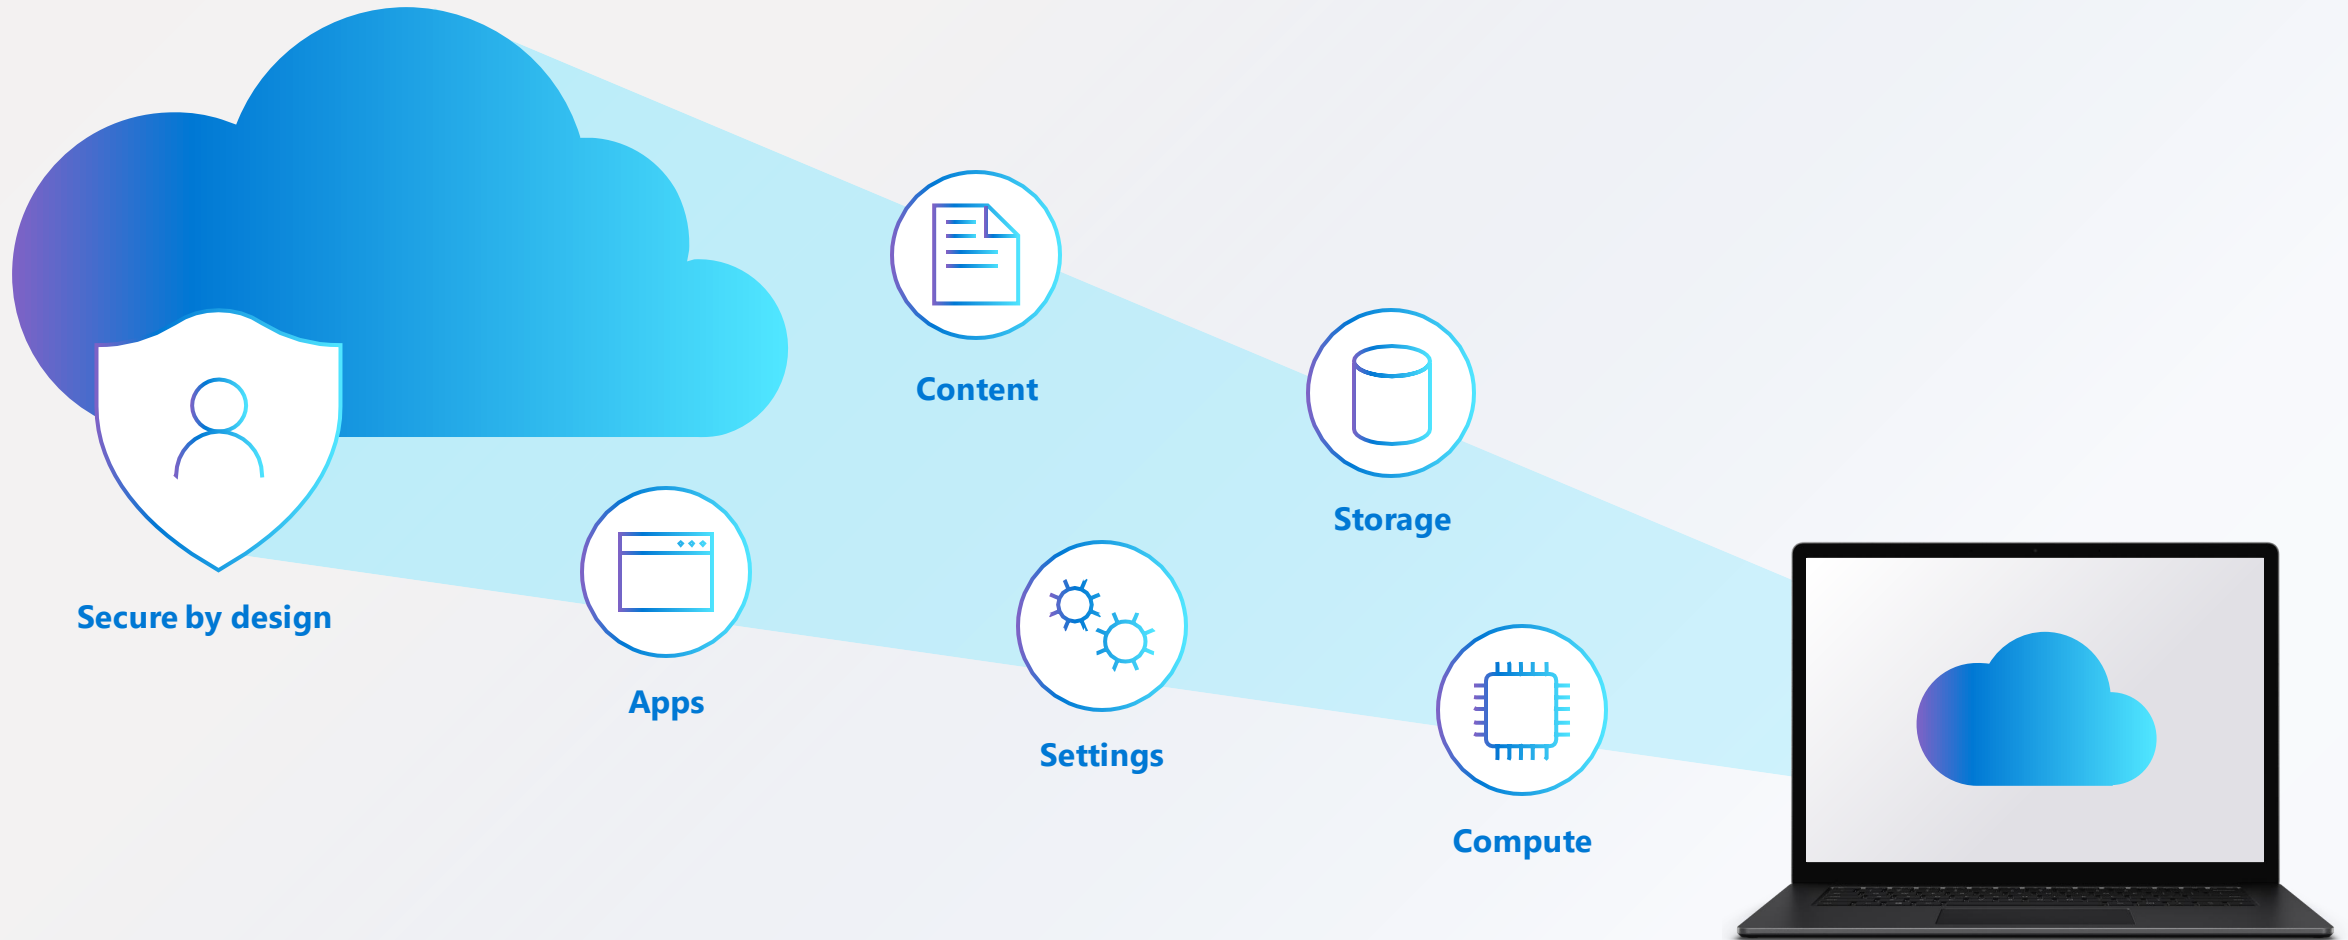 Content
Storage
Secure by design
Apps
Settings
Compute